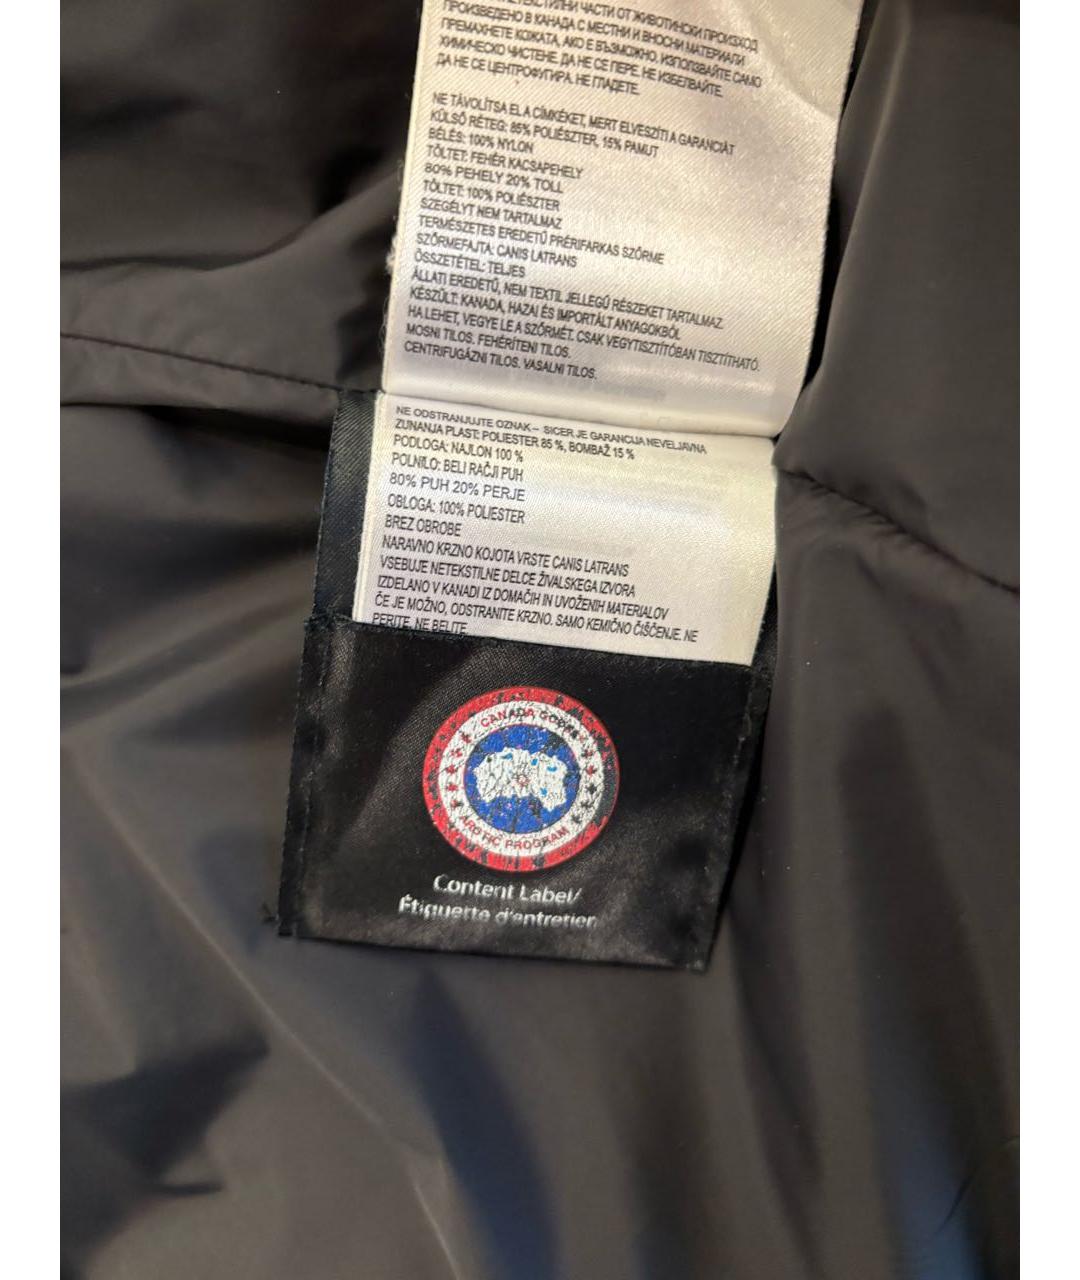 НЕТЕКСТИЛНИ ЧАСТИ ОТ ЖИВОТИНСКИ ПРОИЗХОД
ПРОИЗВЕДЕНО В КАНАДА С МЕСТНИ И ВНОСНИ МАТЕРИАЛИ
ПРЕМАХНЕТЕ КОЖАТА, АКО Е ВЪЗМОЖНО. ИЗПОЛЗВАЙТЕ САМО
ХИМИЧЕСКО ЧИСТЕНЕ. ДА НЕ СЕ ПЕРЕ. НЕ ИЗБЕЛВАЙТЕ.
ДА НЕ СЕ ЦЕНТРОФУГИРА. НЕ ГЛАДЕТЕ.
NE TÁVOLÍTSA EL A CÍMKÉKET, MERT ELVESZÍTI A GARANCIÁT
KÜLSŐ RÉTEG: 85% POLIÉSZTER, 15% PAMUT
BÉLÉS: 100% NYLON
TÖLTET: FEHÉR KACSAPEHELY
80% PEHELY 20% TOLL
TÖLTET: 100% POLIÉSZTER
SZEGÉLYT NEM TARTALMAZ
TERMÉSZETES EREDETŰ PRÉRIFARKAS SZŐRME
SZŐRMEFAJTA: CANIS LATRANS
ÖSSZETÉTEL: TELJES
ÁLLATI EREDETŰ, NEM TEXTIL JELLEGŰ RÉSZEKET TARTALMAZ
KÉSZÜLT: KANADA, HAZAI ÉS IMPORTÁLT ANYAGOKBÓL
HA LEHET, VEGYE LE A SZŐRMÉT. CSAK VEGYTISZTÍTÓBAN TISZTÍTHATÓ.
MOSNI TILOS. FEHÉRÍTENI TILOS.
CENTRIFUGÁZNI TILOS. VASALNI TILOS.
NE ODSTRANJUJTE OZNAK – SICER JE GARANCIJA NEVELJAVNA
ZUNANJA PLAST: POLIESTER 85 %, BOMBAŽ 15 %
PODLOGA: NAJLON 100 %
POLNILO: BELI RAČJI PUH
80% PUH 20% PERJE
OBLOGA: 100% POLIESTER
BREZ OBROBE
NARAVNO KRZNO KOJOTA VRSTE CANIS LATRANS
VSEBUJE NETEKSTILNE DELCE ŽIVALSKEGA IZVORA
IZDELANO V KANADI IZ DOMAČIH IN UVOŽENIH MATERIALOV
ČE JE MOŽNO, ODSTRANITE KRZNO. SAMO KEMIČNO ČIŠČENJE. NE
PERITE. NE BELITE.
CANADA GOOSE
ARCTIC PROGRAM
Content Label/
Étiquette d'entretien